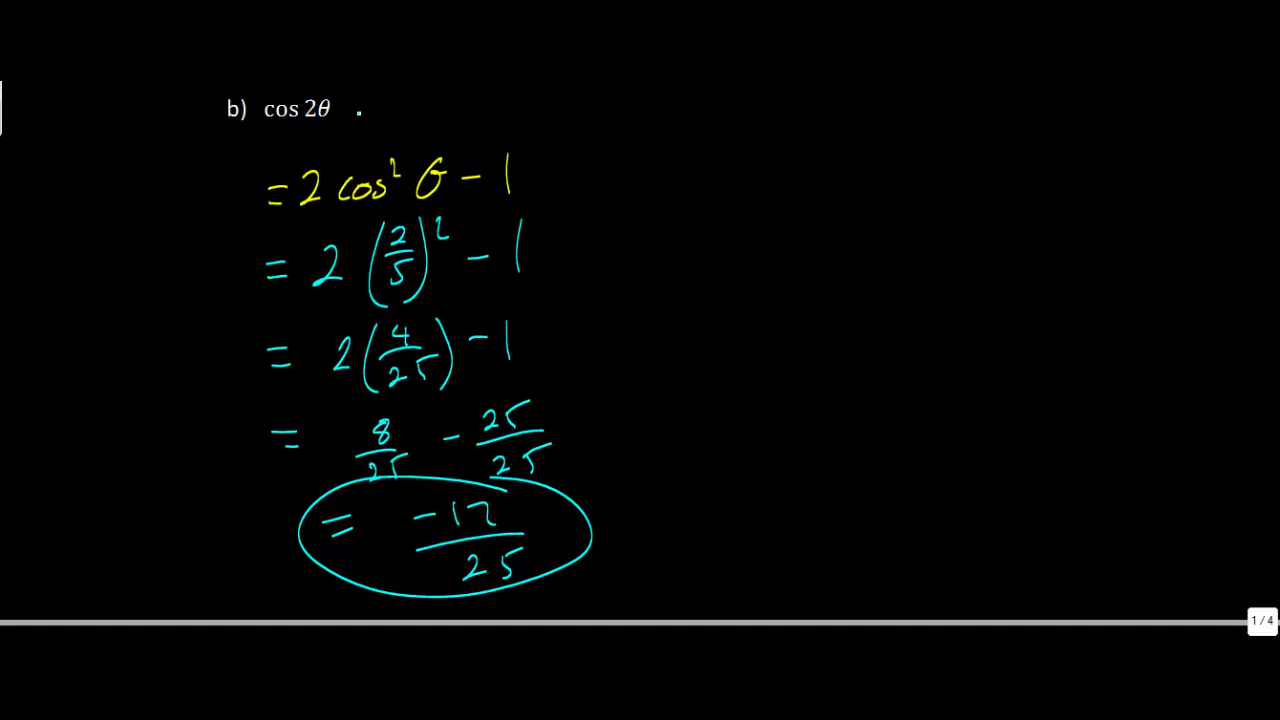 b) cos 2θ .
= 2 cos² θ - 1
= 2 (2/5)² - 1
= 2 (4/25) - 1
= 8/25 - 25/25
= -17/25
1 / 4